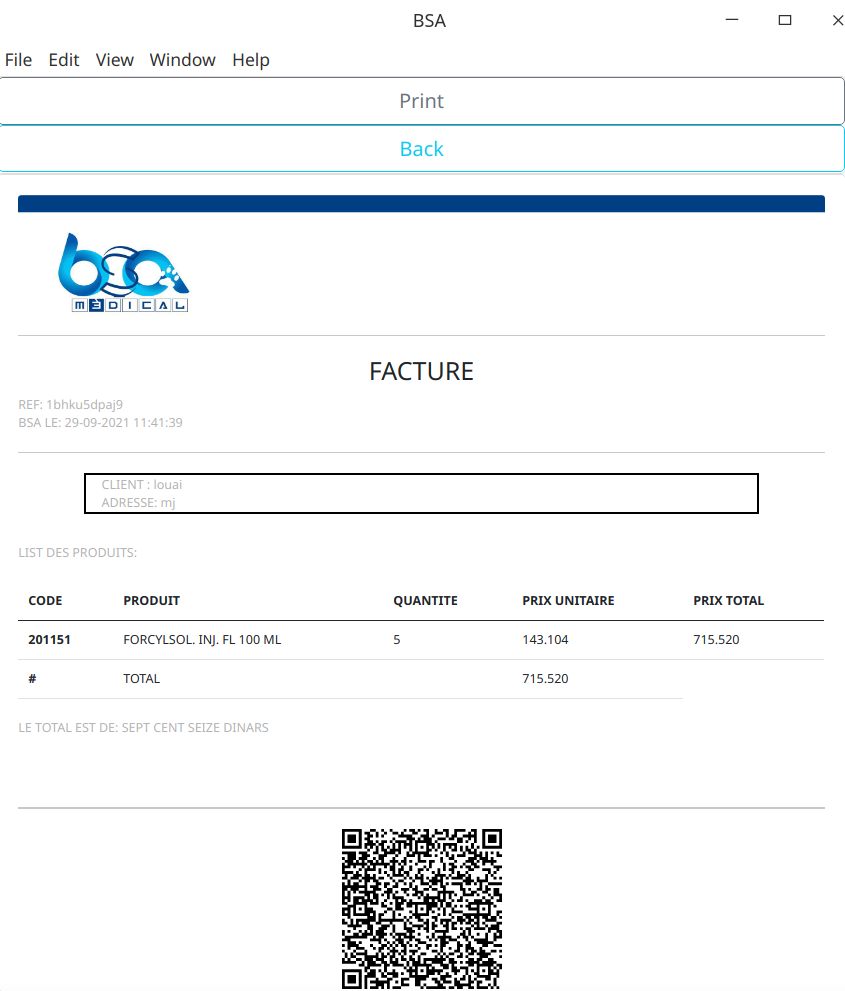 BSA
File Edit View Window Help
Print
Back
bsa
MEDICAL
FACTURE
REF: 1bhku5dpaj9
BSA LE: 29-09-2021 11:41:39
CLIENT : louai
ADRESSE: mj
LIST DES PRODUITS:
CODE PRODUIT QUANTITE PRIX UNITAIRE PRIX TOTAL
201151 FORCYLSOL. INJ. FL 100 ML 5 143.104 715.520
# TOTAL 715.520
LE TOTAL EST DE: SEPT CENT SEIZE DINARS